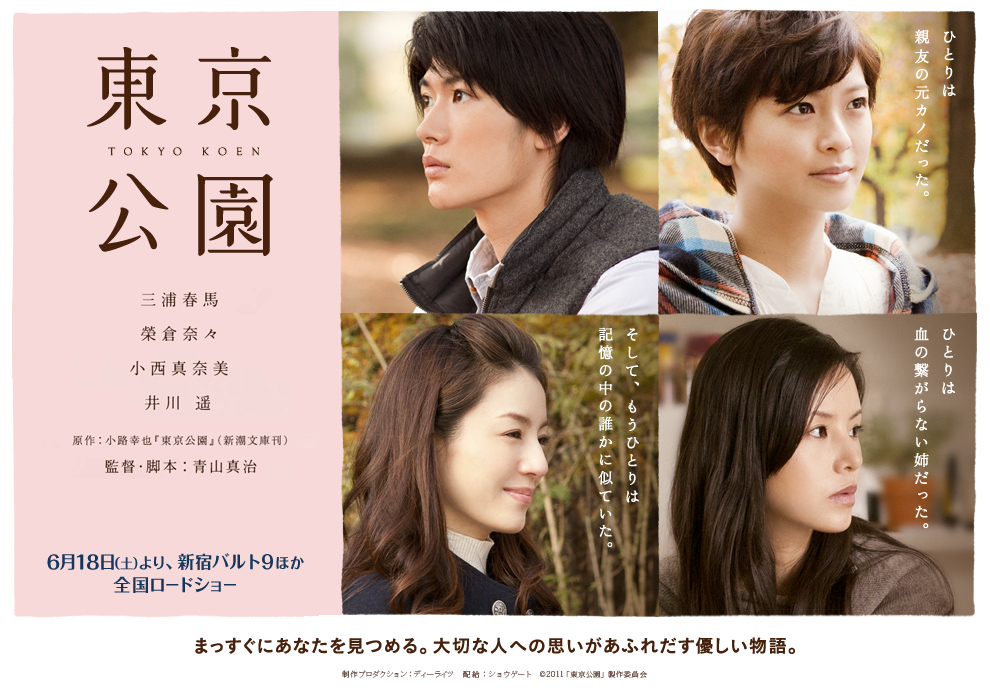 東京
TOKYO KOEN
公園
三浦春馬
榮倉奈々
小西真奈美
井川 遥
原作：小路幸也『東京公園』（新潮文庫刊）
監督・脚本：青山真治
6月18日(土)より、新宿バルト9ほか
全国ロードショー
ひとりは
親友の元カノだった。
そして、もうひとりは
記憶の中の誰かに似ていた。
ひとりは
血の繋がらない姉だった。
まっすぐにあなたを見つめる。大切な人への思いがあふれだす優しい物語。
制作プロダクション：ディーライツ 配給：ショウゲート ©2011「東京公園」製作委員会